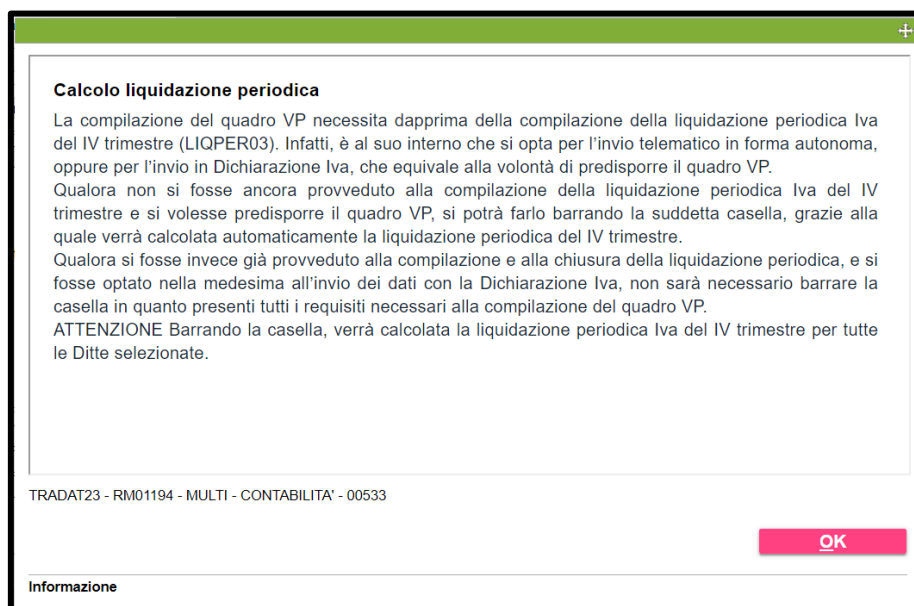 Calcolo liquidazione periodica
La compilazione del quadro VP necessita dapprima della compilazione della liquidazione periodica Iva
del IV trimestre (LIQPER03). Infatti, è al suo interno che si opta per l'invio telematico in forma autonoma,
oppure per l'invio in Dichiarazione Iva, che equivale alla volontà di predisporre il quadro VP.
Qualora non si fosse ancora provveduto alla compilazione della liquidazione periodica Iva del IV
trimestre e si volesse predisporre il quadro VP, si potrà farlo barrando la suddetta casella, grazie alla
quale verrà calcolata automaticamente la liquidazione periodica del IV trimestre.
Qualora si fosse invece già provveduto alla compilazione e alla chiusura della liquidazione periodica, e si
fosse optato nella medesima all'invio dei dati con la Dichiarazione Iva, non sarà necessario barrare la
casella in quanto presenti tutti i requisiti necessari alla compilazione del quadro VP.
ATTENZIONE Barrando la casella, verrà calcolata la liquidazione periodica Iva del IV trimestre per tutte
le Ditte selezionate.
TRADAT23 - RM01194 - MULTI - CONTABILITA' - 00533
OK
Informazione